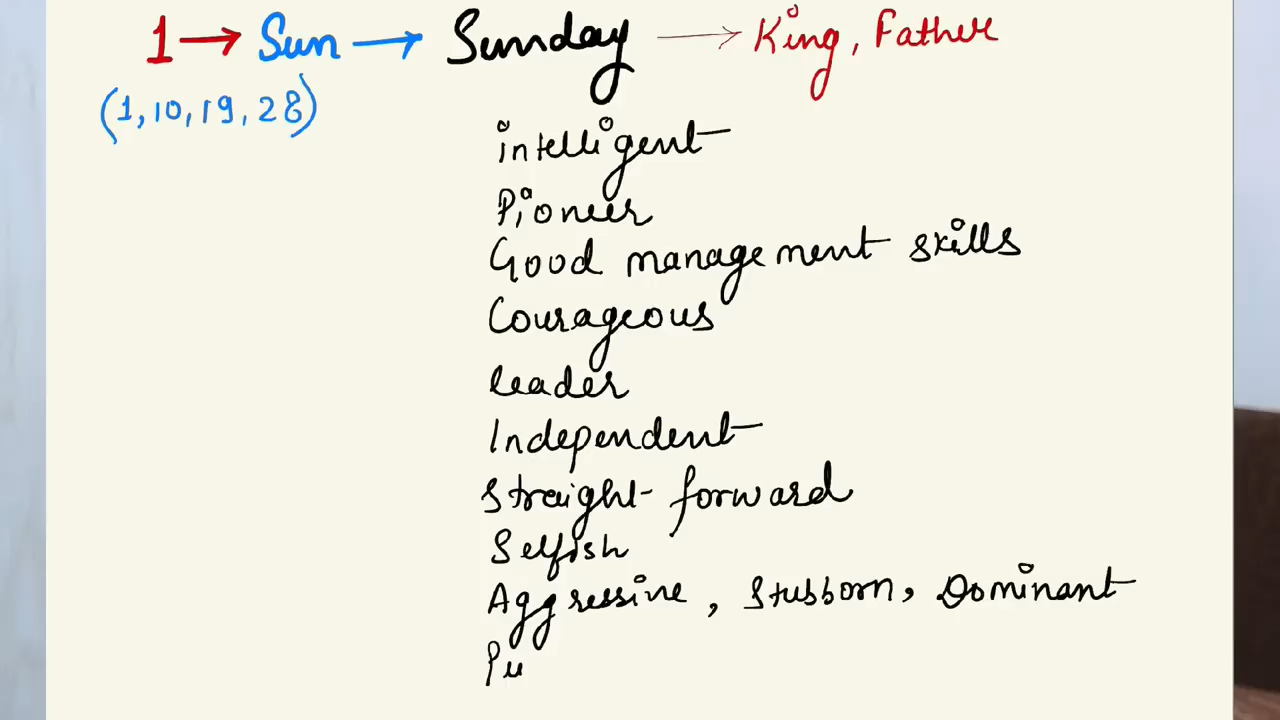 1 → Sun → Sunday → King, Father
(1, 10, 19, 28)
intelligent
Pioneer
Good management skills
Courageous
leader
Independent
Straight-forward
Selfish
Aggressive, Stubborn, Dominant
Pu